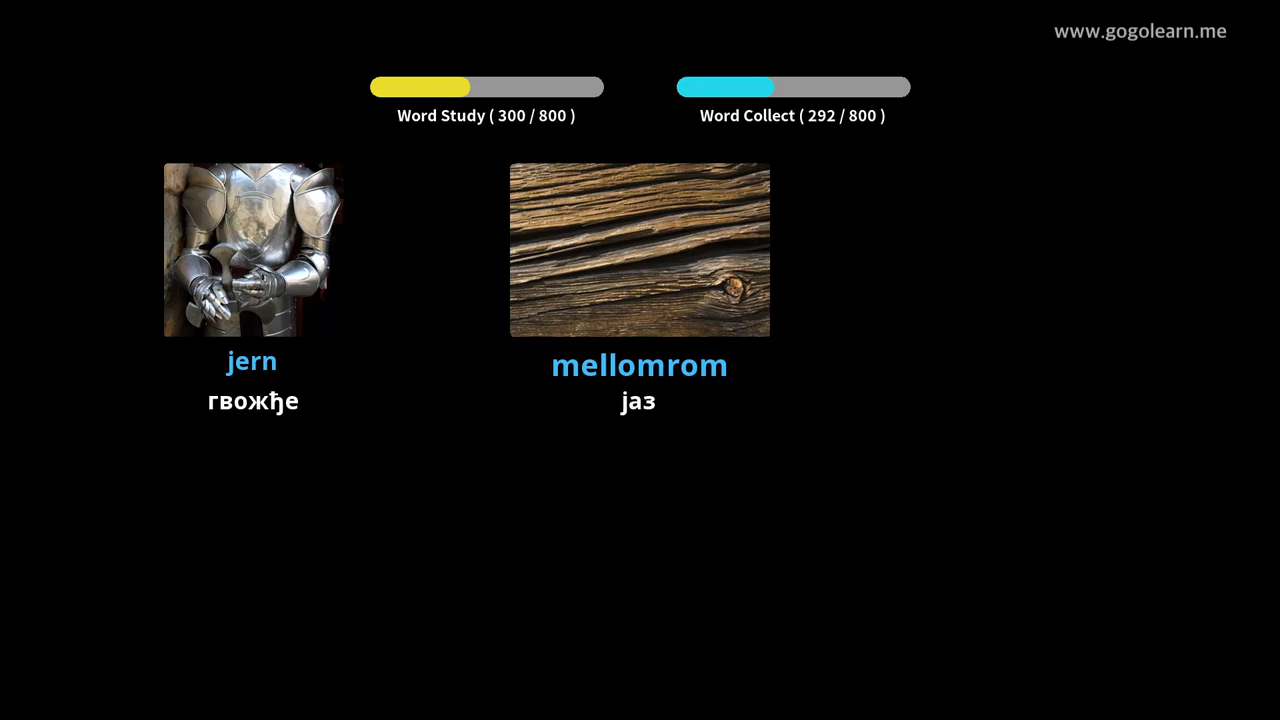 www.gogolearn.me
Word Study ( 300 / 800 )
Word Collect ( 292 / 800 )
jern
гвожђе
mellomrom
јаз